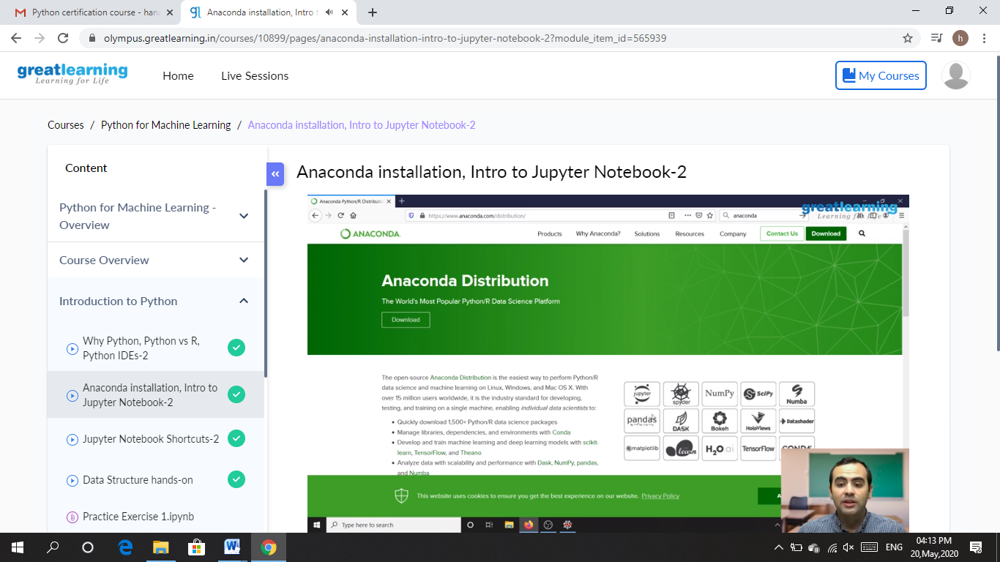 Python certification course - han
Anaconda installation, Intro t
olympus.greatlearning.in/courses/10899/pages/anaconda-installation-intro-to-jupyter-notebook-2?module_item_id=565939
h
greatlearning
Learning for Life
Home
Live Sessions
My Courses
Courses / Python for Machine Learning / Anaconda installation, Intro to Jupyter Notebook-2
Content
Python for Machine Learning -
Overview
Course Overview
Introduction to Python
Why Python, Python vs R,
Python IDEs-2
Anaconda installation, Intro to
Jupyter Notebook-2
Jupyter Notebook Shortcuts-2
Data Structure hands-on
Practice Exercise 1.ipynb
Anaconda installation, Intro to Jupyter Notebook-2
Anaconda Python/R Distributi
https://www.anaconda.com/distribution/
anaconda
greatlearning
Learning for Life
ANACONDA
Products
Why Anaconda?
Solutions
Resources
Company
Contact Us
Download
Anaconda Distribution
The World's Most Popular Python/R Data Science Platform
Download
The open-source Anaconda Distribution is the easiest way to perform Python/R
data science and machine learning on Linux, Windows, and Mac OS X. With
over 15 million users worldwide, it is the industry standard for developing,
testing, and training on a single machine, enabling individual data scientists to:
• Quickly download 1,500+ Python/R data science packages
• Manage libraries, dependencies, and environments with Conda
• Develop and train machine learning and deep learning models with scikit-
learn, TensorFlow, and Theano
• Analyze data with scalability and performance with Dask, NumPy, pandas,
and Numba
jupyter
spyder
NumPy
SciPy
Numba
pandas
DASK
Bokeh
HoloViews
Datashader
matplotlib
learn
H2O.ai
TensorFlow
CONDA
This website uses cookies to ensure you get the best experience on our website. Privacy Policy
A
Type here to search
ENG
04:13 PM
20,May,2020